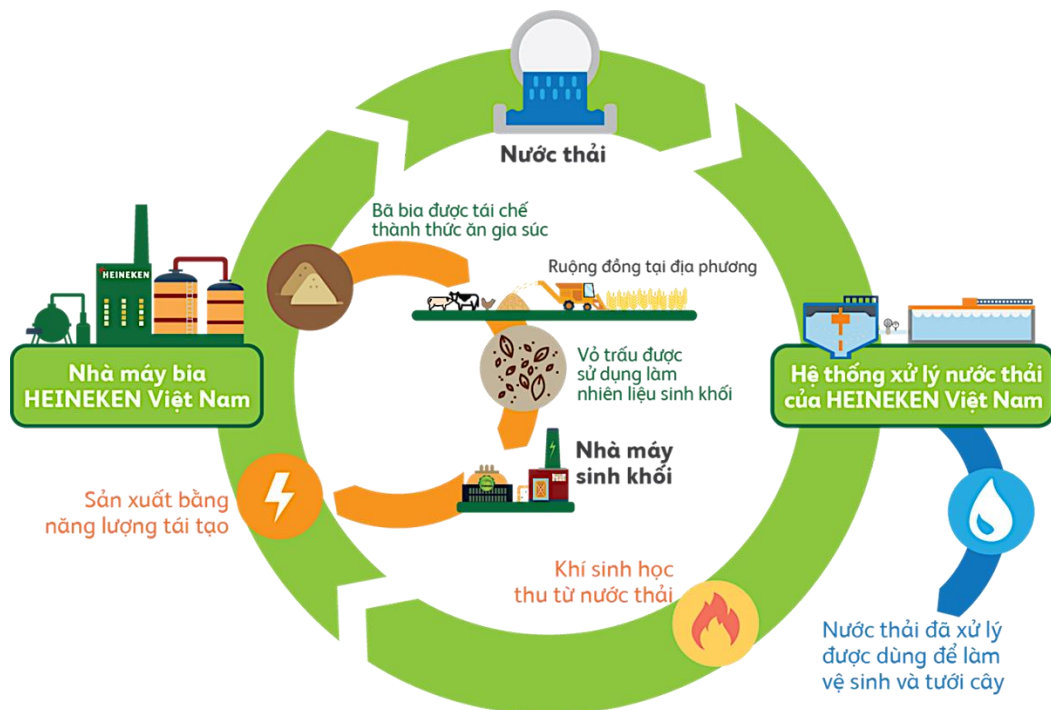 Nước thải
Bã bia được tái chế
thành thức ăn gia súc
Ruộng đồng tại địa phương
HEINEKEN
Nhà máy bia
HEINEKEN Việt Nam
Vỏ trấu được
sử dụng làm
nhiên liệu sinh khối
Hệ thống xử lý nước thải
của HEINEKEN Việt Nam
Nhà máy
sinh khối
Sản xuất bằng
năng lượng tái tạo
Khí sinh học
thu từ nước thải
Nước thải đã xử lý
được dùng để làm
vệ sinh và tưới cây